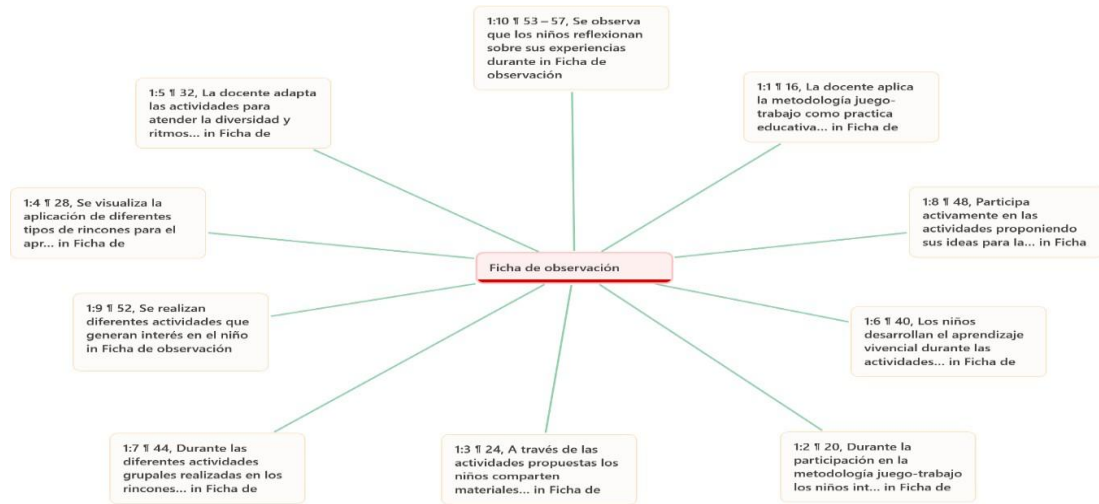 1:10 ¶ 53 – 57, Se observa
que los niños reflexionan
sobre sus experiencias
durante in Ficha de
observación
1:5 ¶ 32, La docente adapta
las actividades para
atender la diversidad y
ritmos... in Ficha de
1:1 ¶ 16, La docente aplica
la metodología juego-
trabajo como practica
educativa... in Ficha de
1:4 ¶ 28, Se visualiza la
aplicación de diferentes
tipos de rincones para el
apr... in Ficha de
1:8 ¶ 48, Participa
activamente en las
actividades proponiendo
sus ideas para la... in Ficha
Ficha de observación
1:9 ¶ 52, Se realizan
diferentes actividades que
generan interés en el niño
in Ficha de observación
1:6 ¶ 40, Los niños
desarrollan el aprendizaje
vivencial durante las
actividades... in Ficha de
1:7 ¶ 44, Durante las
diferentes actividades
grupales realizadas en los
rincones... in Ficha de
1:3 ¶ 24, A través de las
actividades propuestas los
niños comparten
materiales... in Ficha de
1:2 ¶ 20, Durante la
participación en la
metodología juego-trabajo
los niños int... in Ficha de